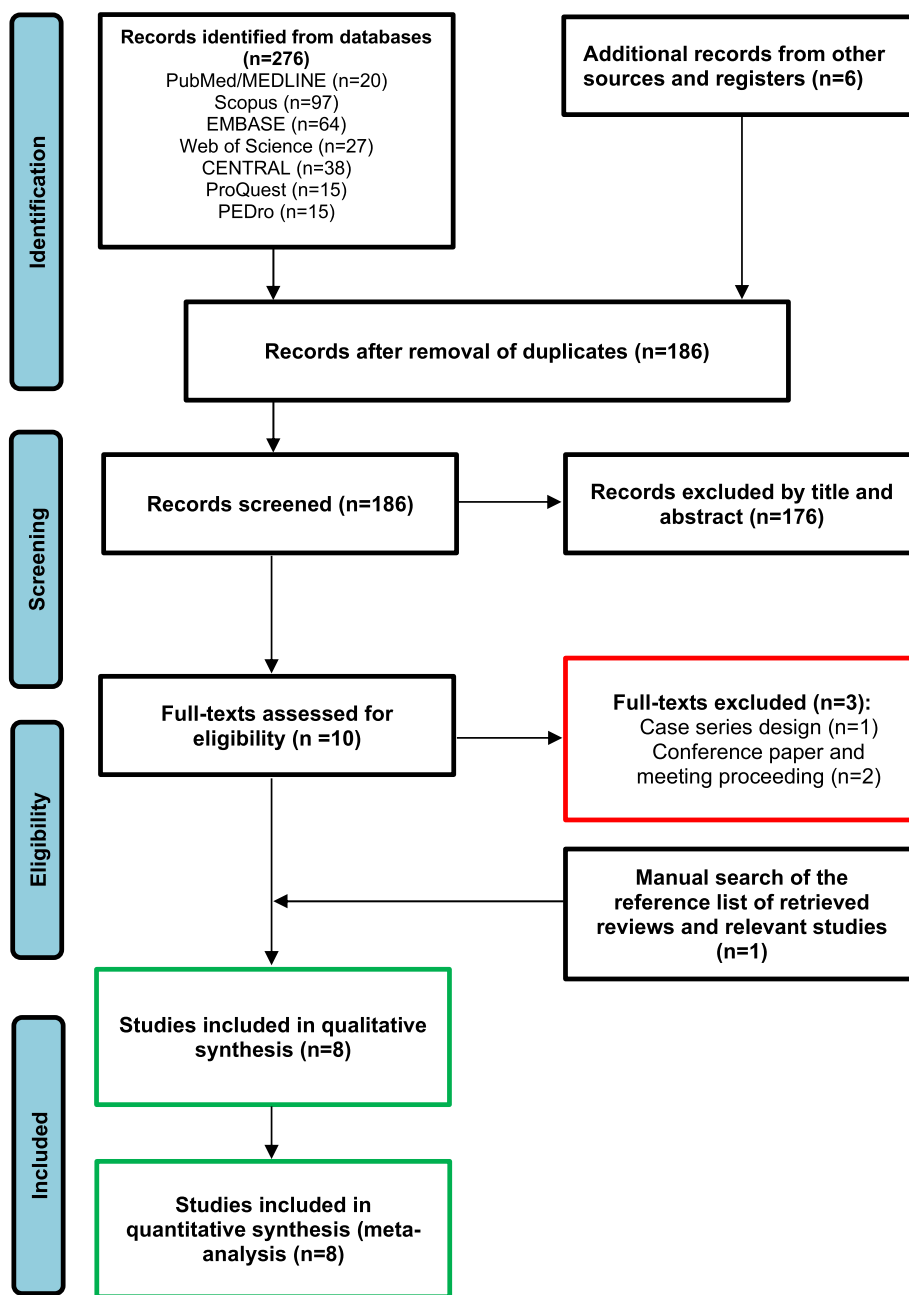 Identification
Records identified from databases
(n=276)
PubMed/MEDLINE (n=20)
Scopus (n=97)
EMBASE (n=64)
Web of Science (n=27)
CENTRAL (n=38)
ProQuest (n=15)
PEDro (n=15)
Additional records from other
sources and registers (n=6)
Records after removal of duplicates (n=186)
Screening
Records screened (n=186)
Records excluded by title and
abstract (n=176)
Full-texts assessed for
eligibility (n =10)
Full-texts excluded (n=3):
Case series design (n=1)
Conference paper and
meeting proceeding (n=2)
Eligibility
Manual search of the
reference list of retrieved
reviews and relevant studies
(n=1)
Included
Studies included in qualitative
synthesis (n=8)
Studies included in
quantitative synthesis (meta-
analysis (n=8)